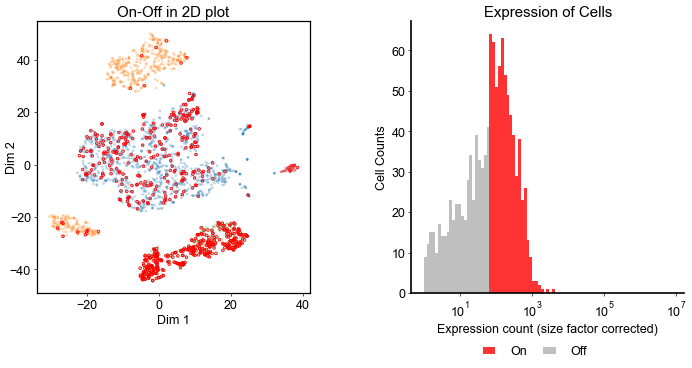 On-Off in 2D plot
Dim 2
40
20
0
−20
−40
−20
0
20
40
Dim 1
Expression of Cells
Cell Counts
60
50
40
30
20
10
0
10^1
10^3
10^5
10^7
Expression count (size factor corrected)
On
Off